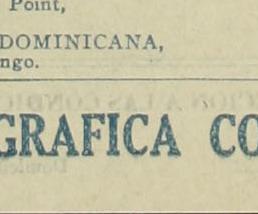 Point,
DOMINICANA,
ngo.
GRAFICA CO